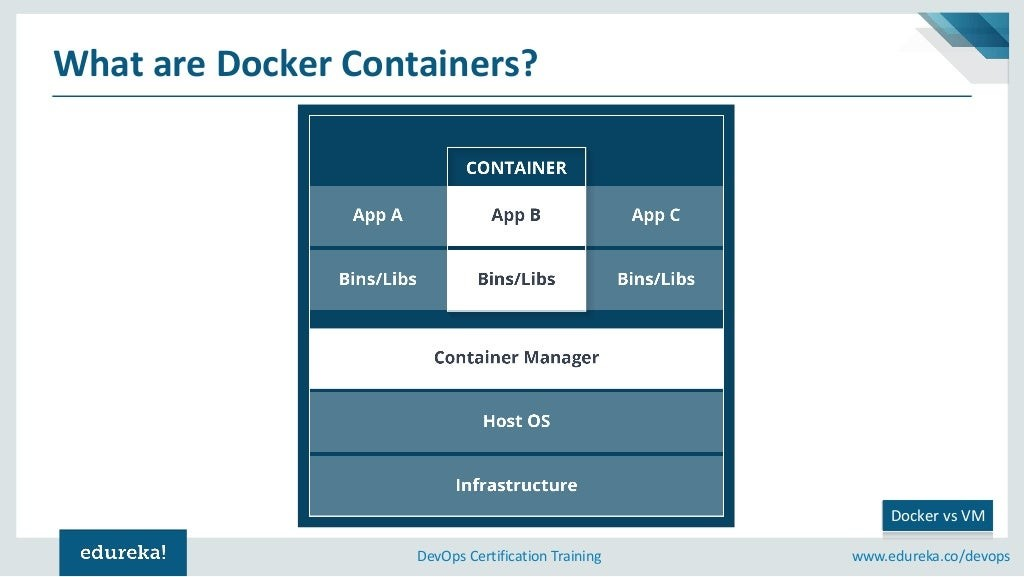 What are Docker Containers?
CONTAINER
App A
App B
App C
Bins/Libs
Bins/Libs
Bins/Libs
Container Manager
Host OS
Infrastructure
Docker vs VM
edureka!
DevOps Certification Training
www.edureka.co/devops